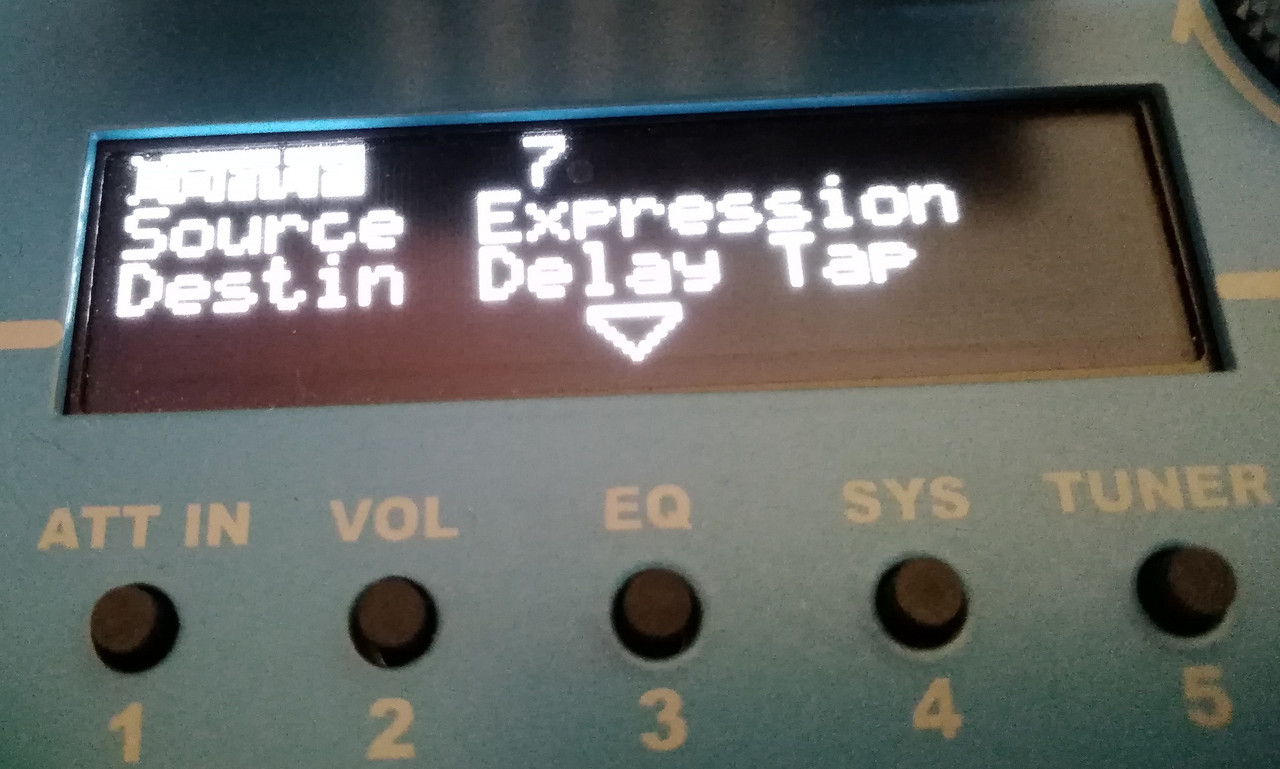 7
Source Expression
Destin Delay Tap
ATT IN VOL EQ SYS TUNER
1 2 3 4 5